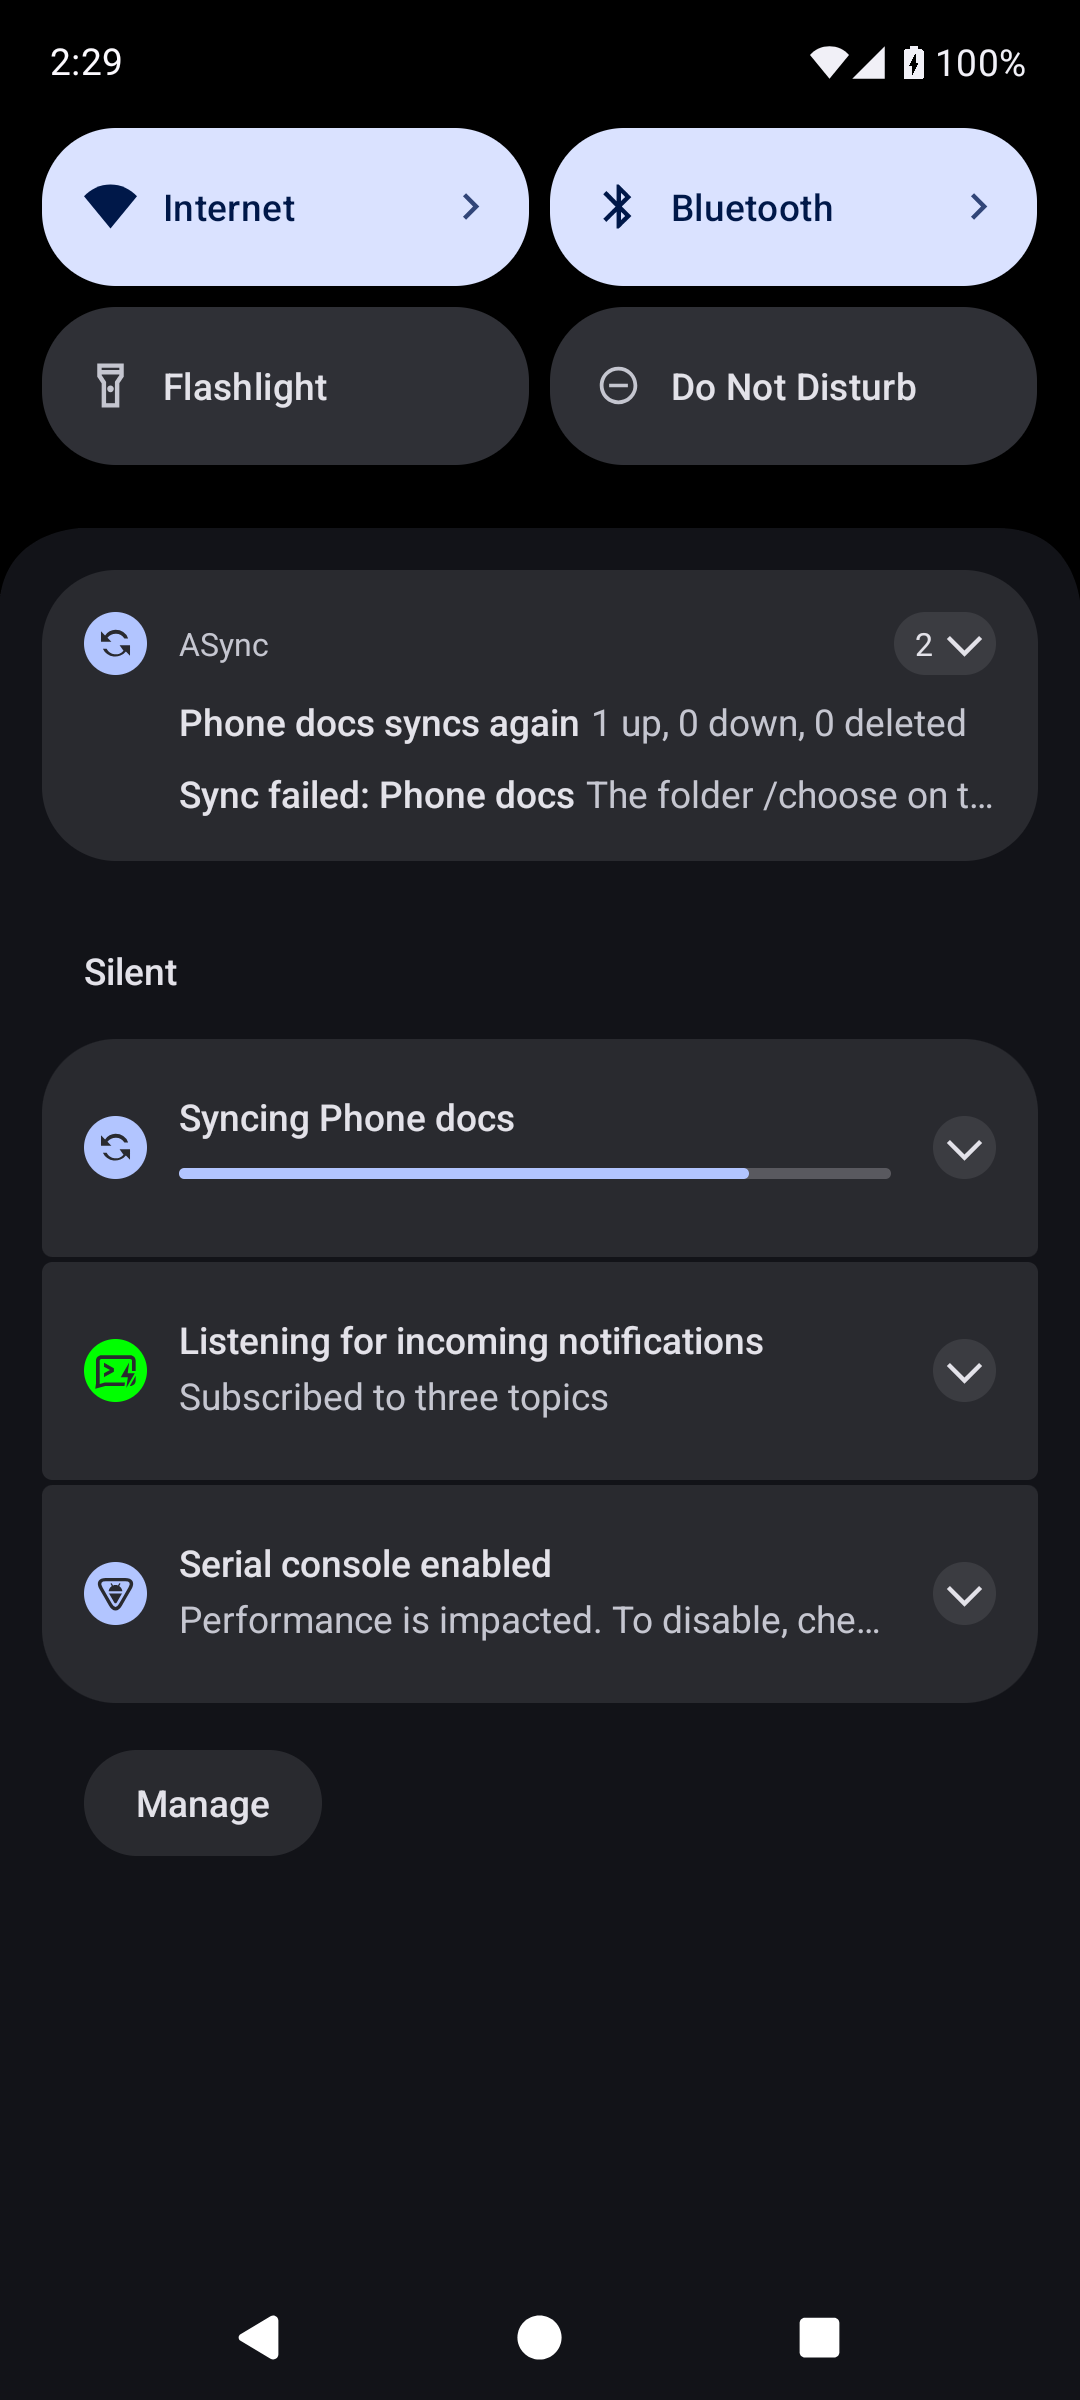 2:29
100%
Internet
Bluetooth
Flashlight
Do Not Disturb
ASync
2
Phone docs syncs again 1 up, 0 down, 0 deleted
Sync failed: Phone docs The folder /choose on t…
Silent
Syncing Phone docs
Listening for incoming notifications
Subscribed to three topics
Serial console enabled
Performance is impacted. To disable, che…
Manage